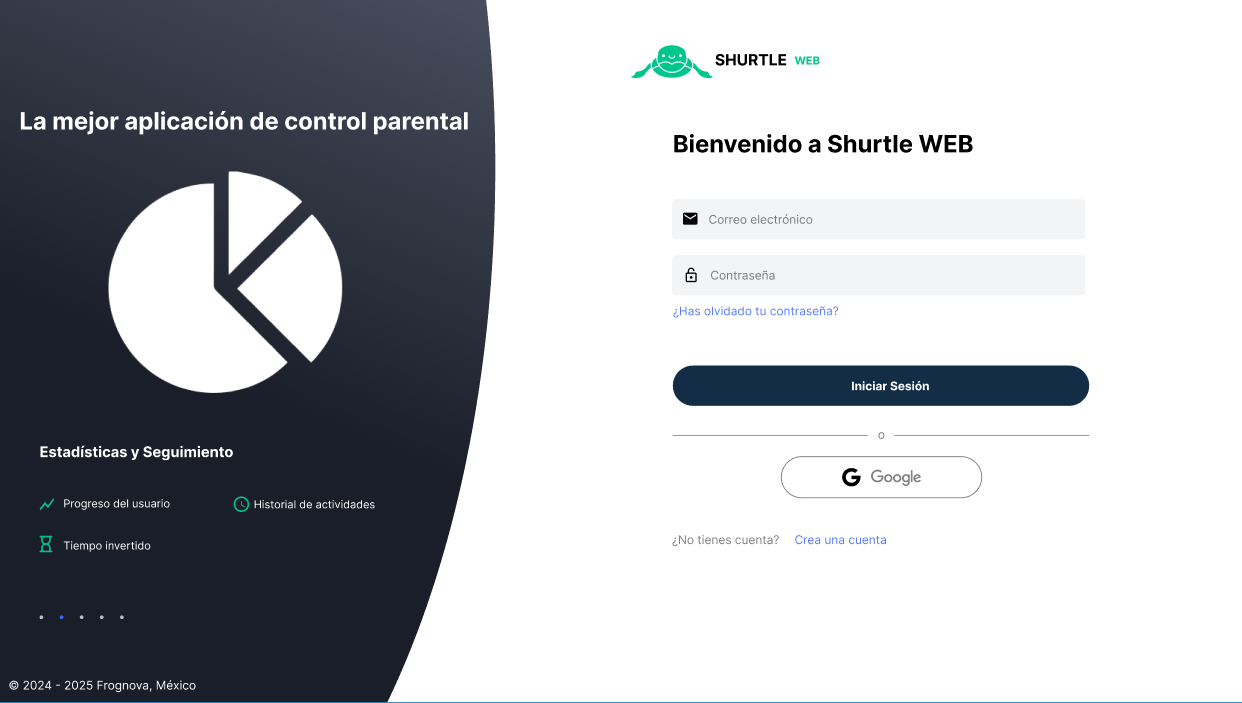 La mejor aplicación de control parental
Estadísticas y Seguimiento
Progreso del usuario
Historial de actividades
Tiempo invertido
© 2024 - 2025 Frognova, México
SHURTLE WEB
Bienvenido a Shurtle WEB
Correo electrónico
Contraseña
¿Has olvidado tu contraseña?
Iniciar Sesión
o
G Google
¿No tienes cuenta? Crea una cuenta